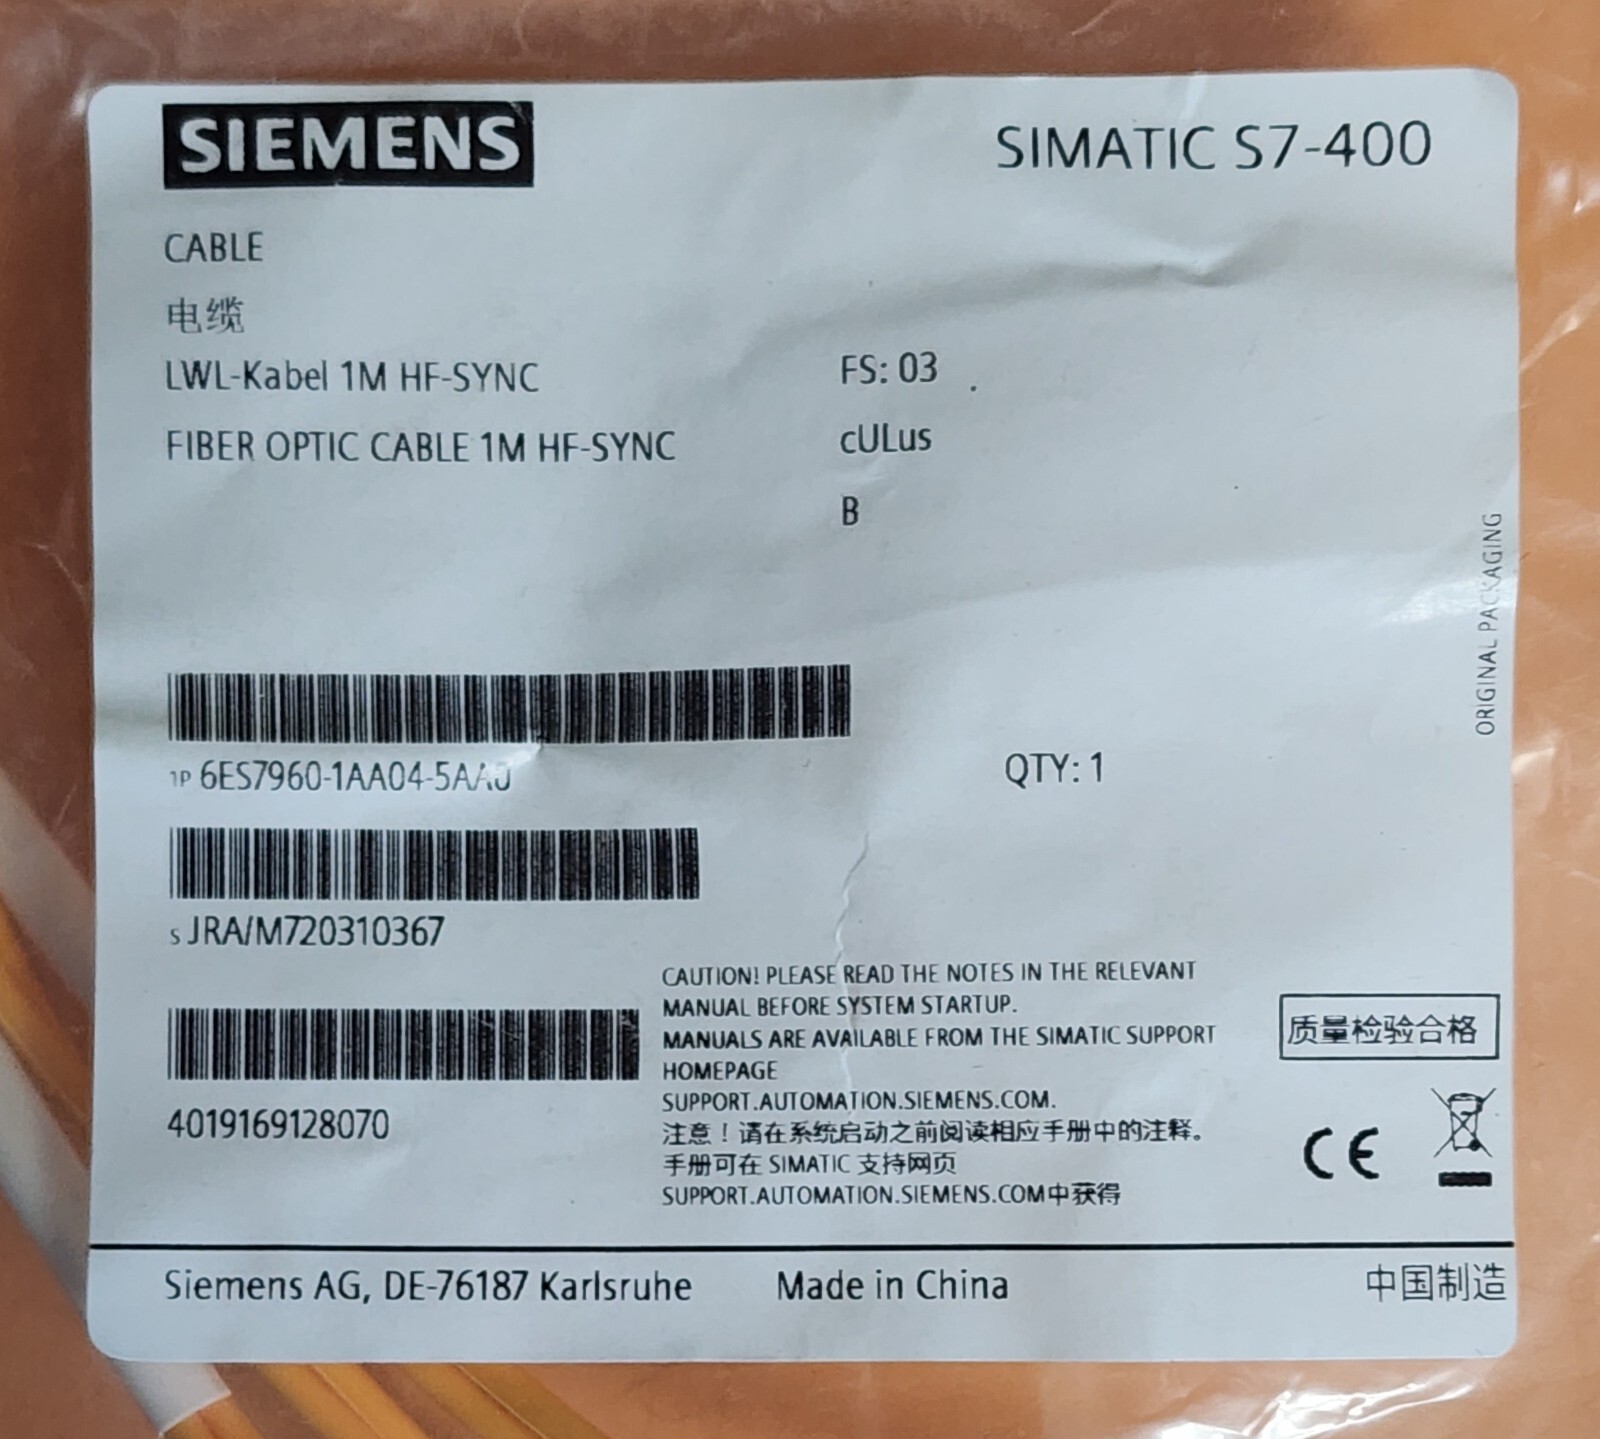 SIEMENS
SIMATIC S7-400
CABLE
电缆
LWL-Kabel 1M HF-SYNC
FS: 03
FIBER OPTIC CABLE 1M HF-SYNC
cULus
B
ORIGINAL PACKAGING
1P 6ES7960-1AA04-5AA0
QTY: 1
S JRA/M720310367
4019169128070
CAUTION! PLEASE READ THE NOTES IN THE RELEVANT
MANUAL BEFORE SYSTEM STARTUP.
MANUALS ARE AVAILABLE FROM THE SIMATIC SUPPORT
HOMEPAGE
SUPPORT.AUTOMATION.SIEMENS.COM.
注意！请在系统启动之前阅读相应手册中的注释。
手册可在 SIMATIC 支持网页
SUPPORT.AUTOMATION.SIEMENS.COM中获得
质量检验合格
CE
Siemens AG, DE-76187 Karlsruhe
Made in China
中国制造